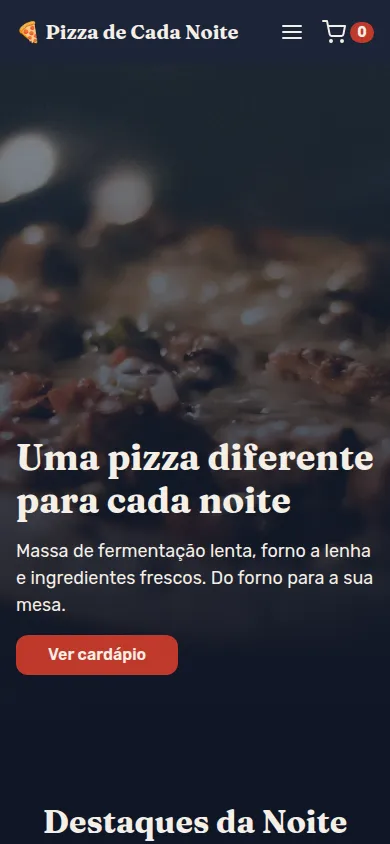 Pizza de Cada Noite
0
Uma pizza diferente
para cada noite
Massa de fermentação lenta, forno a lenha
e ingredientes frescos. Do forno para a sua
mesa.
Ver cardápio
Destaques da Noite